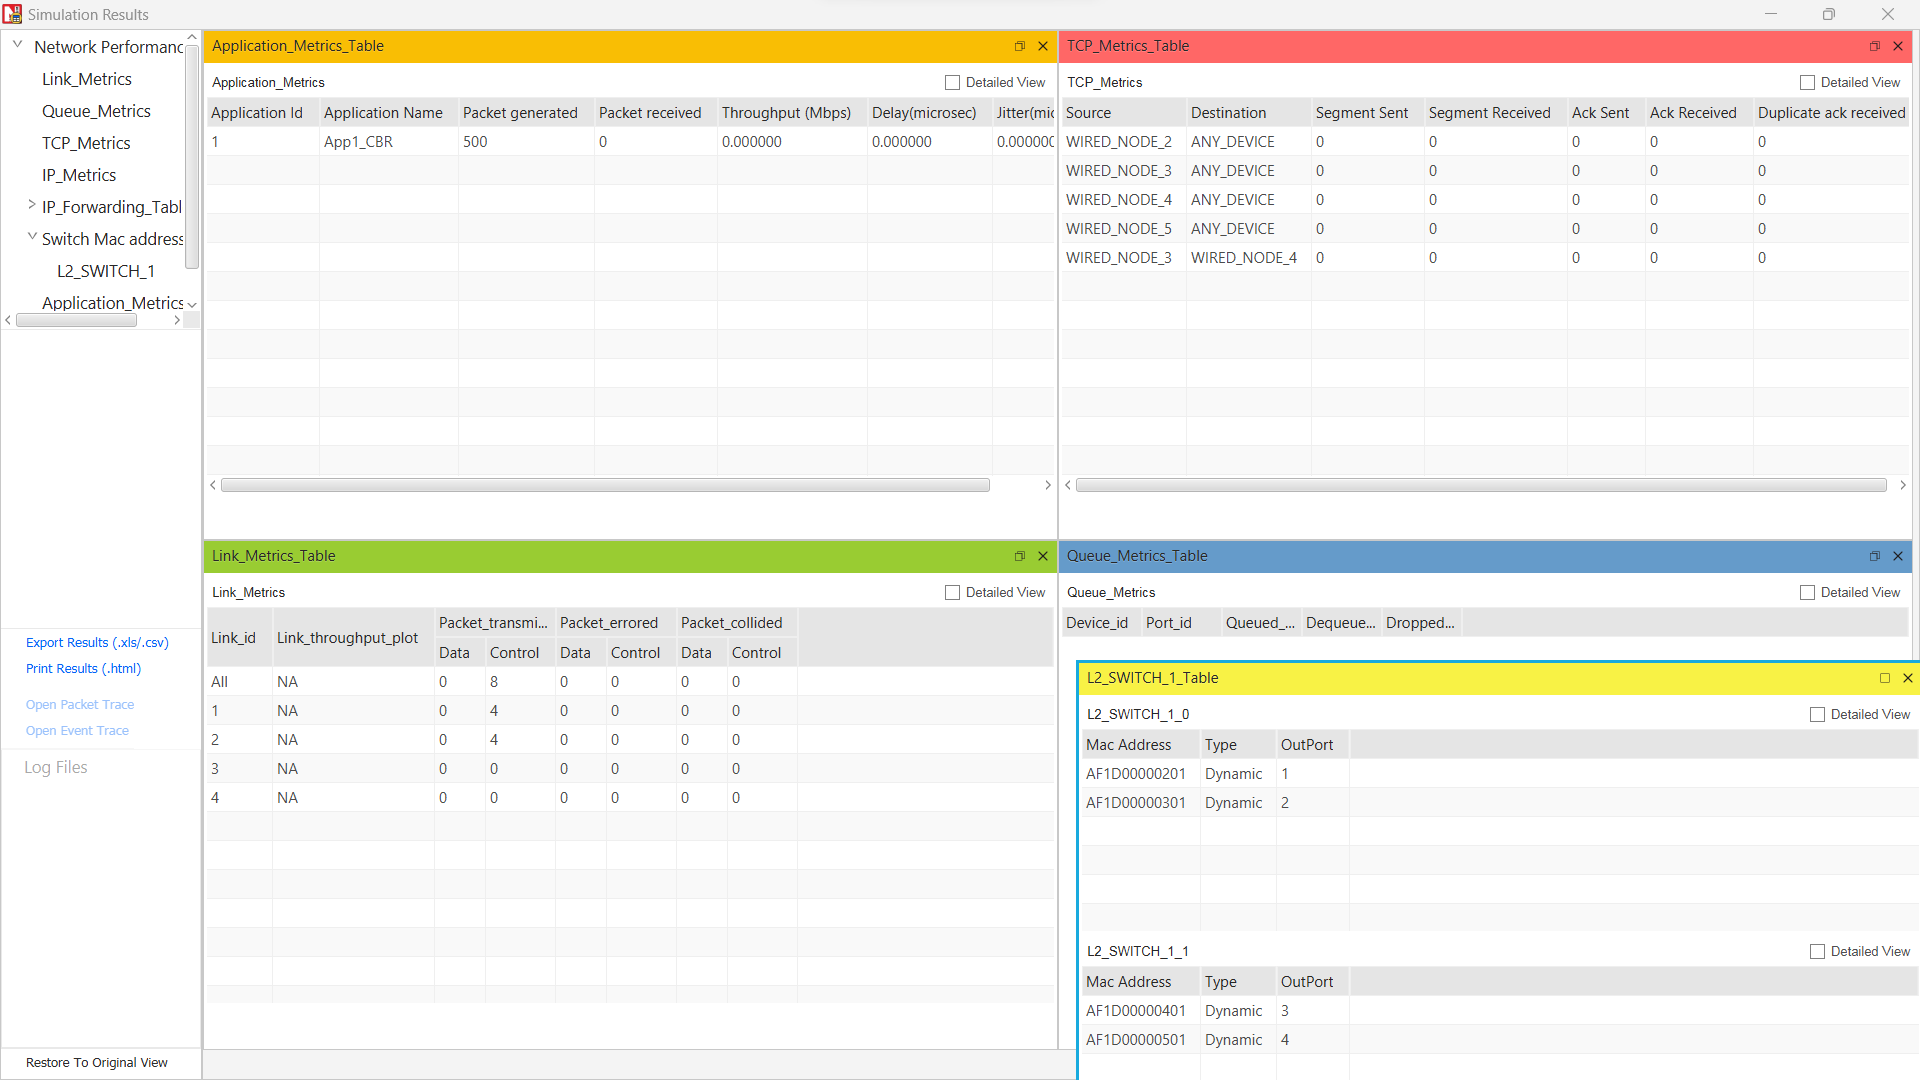 Simulation Results
Network Performanc
Link_Metrics
Queue_Metrics
TCP_Metrics
IP_Metrics
IP_Forwarding_Tabl
Switch Mac address
L2_SWITCH_1
Application_Metrics
Export Results (.xls/.csv)
Print Results (.html)
Open Packet Trace
Open Event Trace
Log Files
Restore To Original View
Application_Metrics_Table
Application_Metrics Detailed View
Application Id Application Name Packet generated Packet received Throughput (Mbps) Delay(microsec) Jitter(mic
1 App1_CBR 500 0 0.000000 0.000000 0.000000
TCP_Metrics_Table
TCP_Metrics Detailed View
Source Destination Segment Sent Segment Received Ack Sent Ack Received Duplicate ack received
WIRED_NODE_2 ANY_DEVICE 0 0 0 0 0
WIRED_NODE_3 ANY_DEVICE 0 0 0 0 0
WIRED_NODE_4 ANY_DEVICE 0 0 0 0 0
WIRED_NODE_5 ANY_DEVICE 0 0 0 0 0
WIRED_NODE_3 WIRED_NODE_4 0 0 0 0 0
Link_Metrics_Table
Link_Metrics Detailed View
Link_id Link_throughput_plot Packet_transmi... Packet_errored Packet_collided
Data Control Data Control Data Control
All NA 0 8 0 0 0 0
1 NA 0 4 0 0 0 0
2 NA 0 4 0 0 0 0
3 NA 0 0 0 0 0 0
4 NA 0 0 0 0 0 0
Queue_Metrics_Table
Queue_Metrics Detailed View
Device_id Port_id Queued_... Dequeue... Dropped...
L2_SWITCH_1_Table
L2_SWITCH_1_0 Detailed View
Mac Address Type OutPort
AF1D00000201 Dynamic 1
AF1D00000301 Dynamic 2
L2_SWITCH_1_1 Detailed View
Mac Address Type OutPort
AF1D00000401 Dynamic 3
AF1D00000501 Dynamic 4